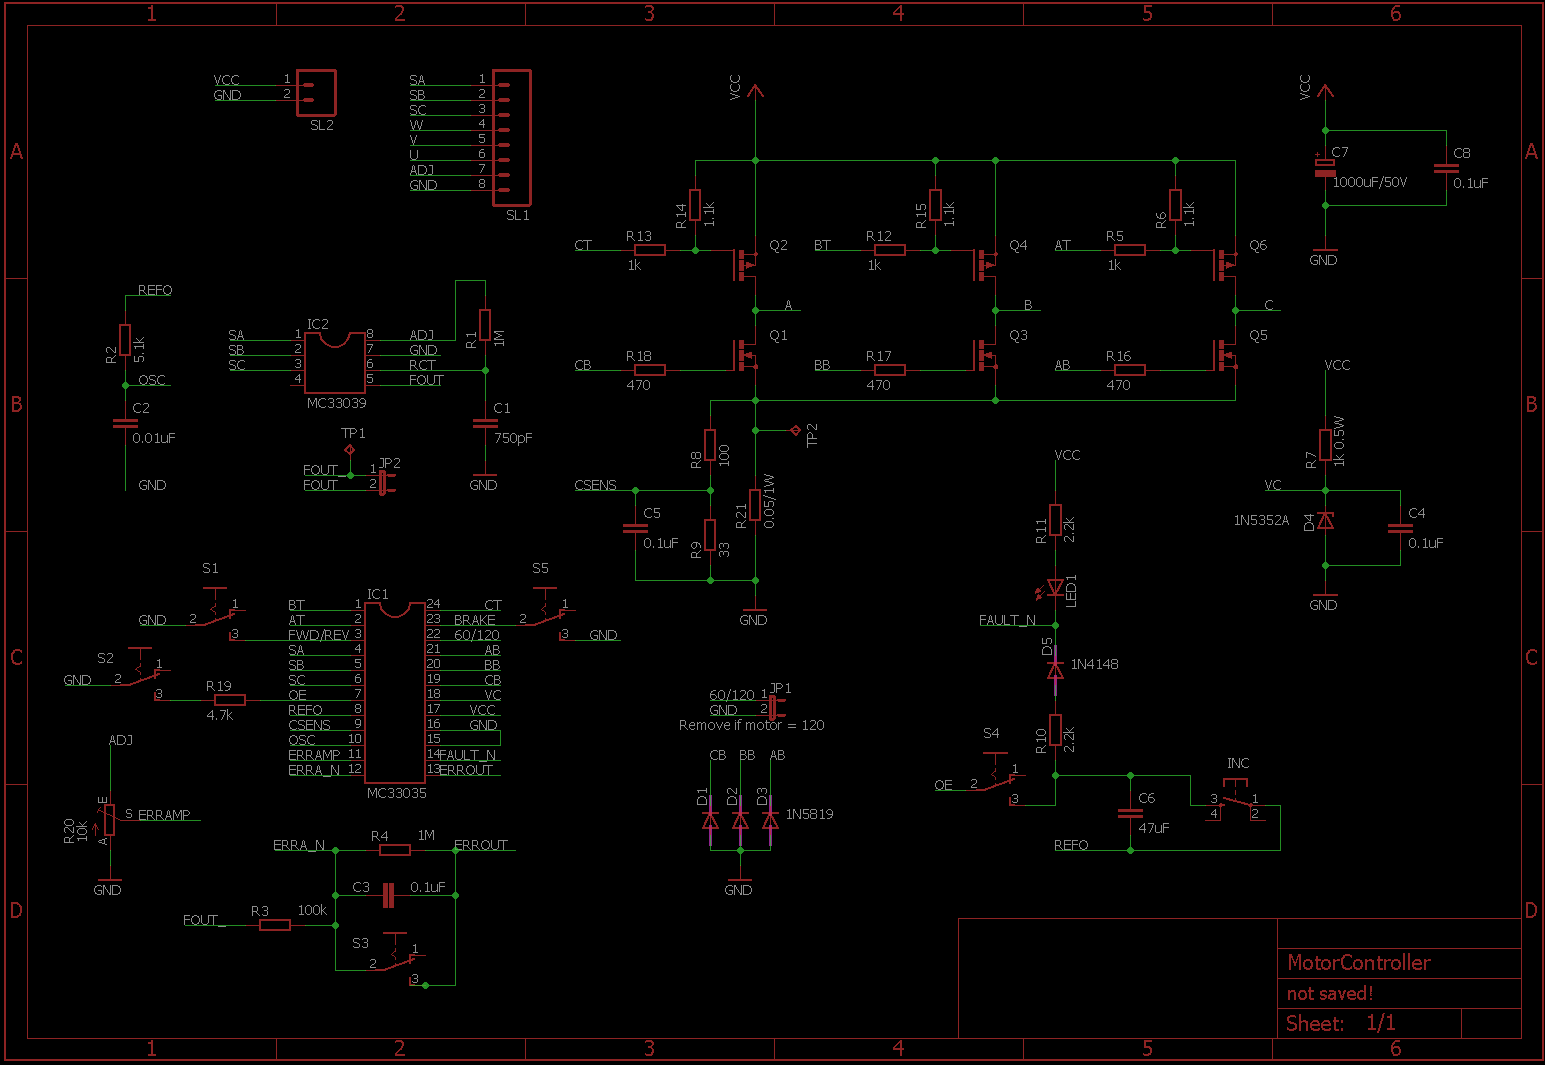 1 2 3 4 5 6
A
B
C
D
A
B
C
D
1 2 3 4 5 6
VCC 1
GND 2
SL2
SA 1
SB 2
SC 3
W 4
V 5
U 6
ADJ 7
GND 8
SL1
VCC
R14
1.1k
R15
1.1k
R6
1.1k
CT
R13
1k
Q2
BT
R12
1k
Q4
AT
R5
1k
Q6
A
B
C
CB
R18
470
Q1
BB
R17
470
Q3
AB
R16
470
Q5
R8
100
TP2
CSENS
C5
0.1uF
R9
33
R21
0.05/1W
GND
VCC
+
C7
1000uF/50V
C8
0.1uF
GND
REFO
R2
5.1k
OSC
C2
0.01uF
GND
IC2
SA 1 8 ADJ
SB 2 7 GND
SC 3 6 RCT
4 5 FOUT
MC33039
R1
1M
C1
750pF
GND
TP1
JP2
FOUT_ 1
FOUT 2
VCC
R7
1k 0.5W
VC
1N5352A
D4
C4
0.1uF
GND
VCC
R11
2.2k
LED1
FAULT_N
D5
1N4148
R10
2.2k
S4
OE 2 1
3
C6
47uF
REFO
INC
3 1
4 2
S1
GND 2 1
3
S2
GND 2 1
3
R19
4.7k
S5
2 1
3 GND
IC1
BT 1 24 CT
AT 2 23 BRAKE
FWD/REV 3 22 60/120
SA 4 21 AB
SB 5 20 BB
SC 6 19 CB
OE 7 18 VC
REFO 8 17 VCC
CSENS 9 16 GND
OSC 10 15
ERRAMP 11 14 FAULT_N
ERRA_N 12 13 ERROUT
MC33035
ADJ
E
R20
10K
A
S ERRAMP
GND
ERRA_N
R4
1M
ERROUT
C3
0.1uF
FOUT_
R3
100k
S3
2 1
3
60/120 1
JP1
GND 2
Remove if motor = 120
CB BB AB
D1 D2 D3
1N5819
GND
MotorController
not saved!
Sheet: 1/1